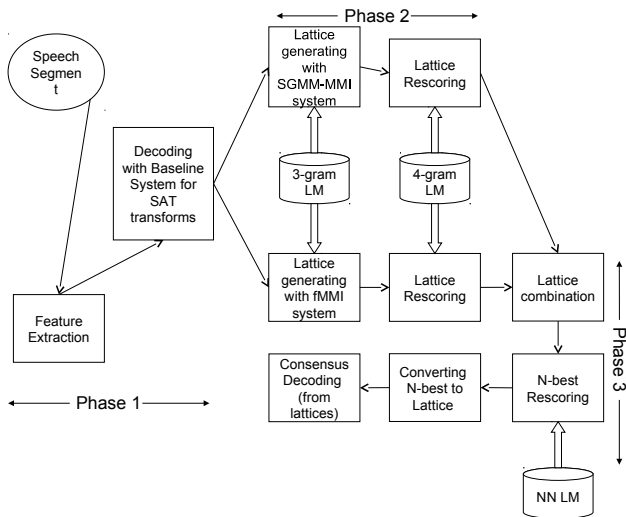 Phase 2
Speech
Segmen
t
Lattice
generating
with
SGMM-MMI
system
Lattice
Rescoring
Decoding
with Baseline
System for
SAT
transforms
3-gram
LM
4-gram
LM
Feature
Extraction
Lattice
generating
with fMMI
system
Lattice
Rescoring
Lattice
combination
Phase 3
Consensus
Decoding
(from
lattices)
Converting
N-best to
Lattice
N-best
Rescoring
Phase 1
NN LM